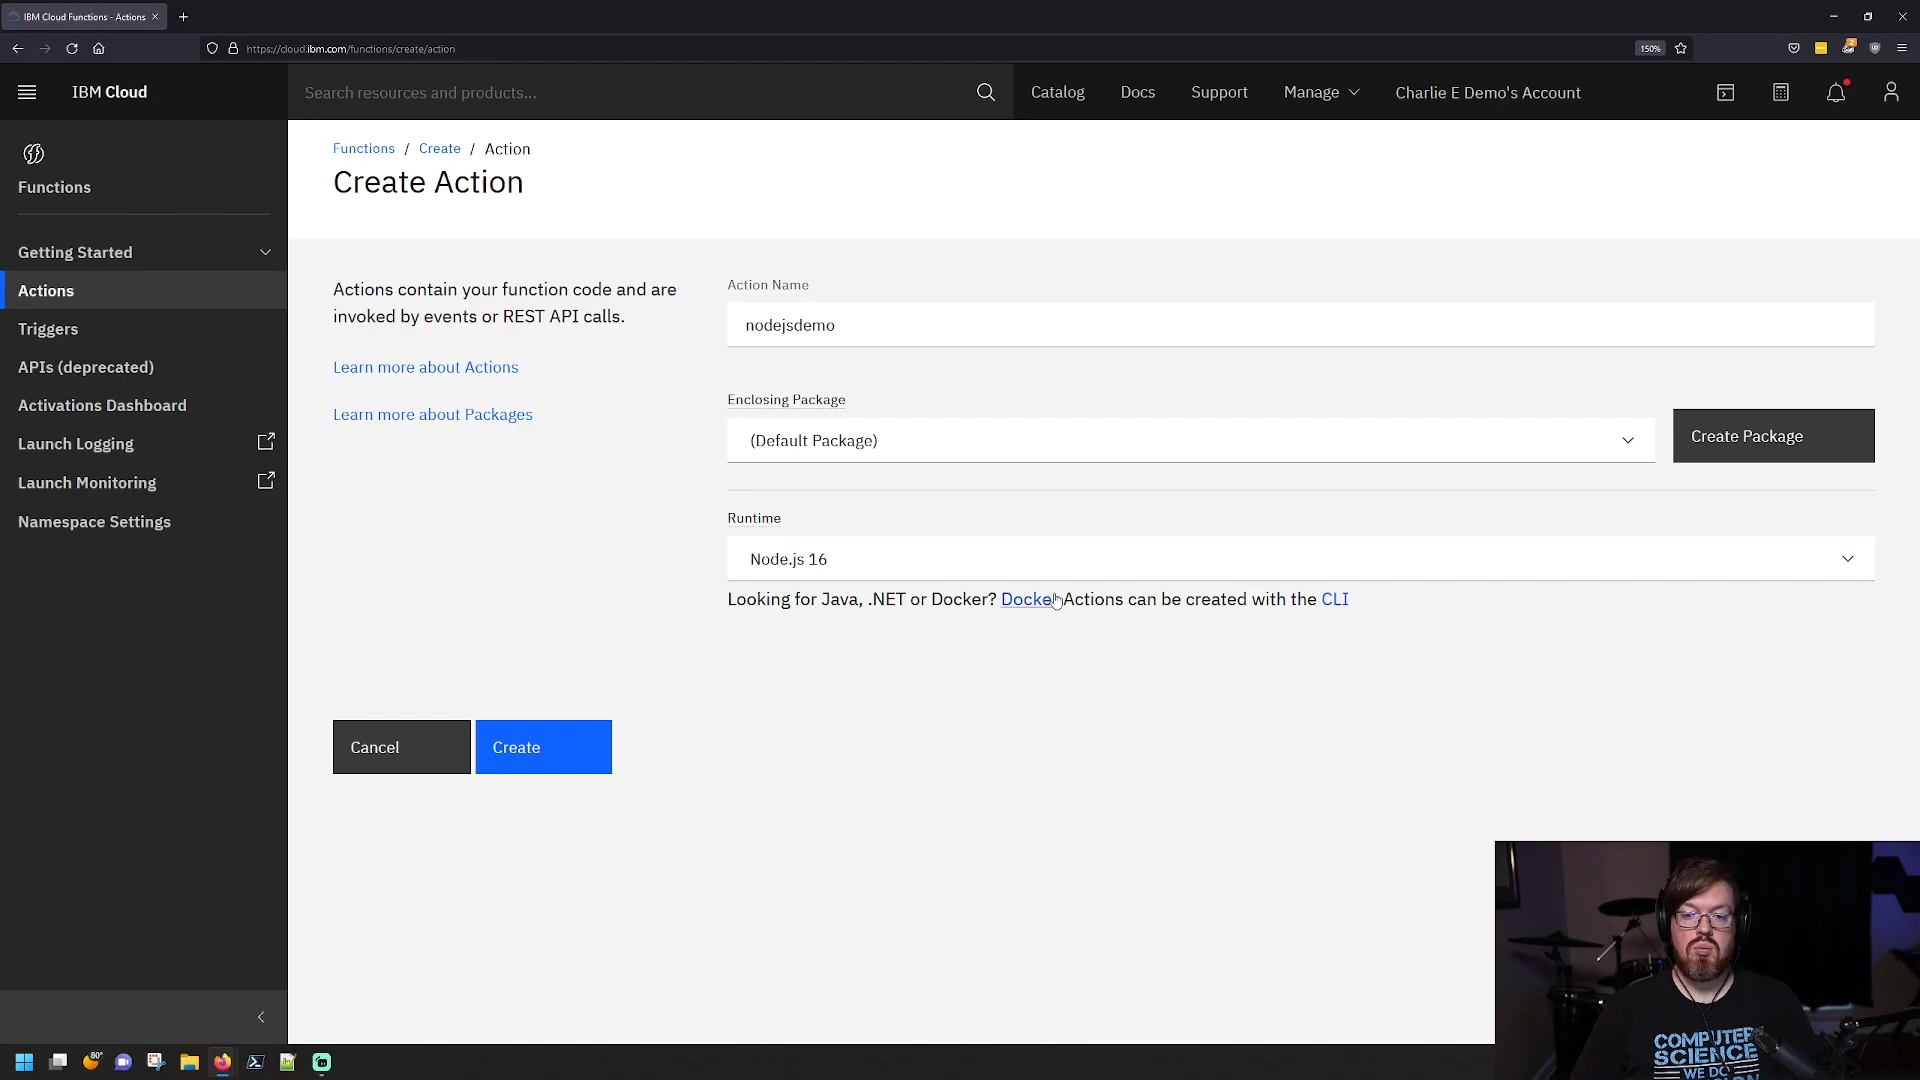 IBM Cloud Functions - Actions
https://cloud.ibm.com/functions/create/action
150%
IBM Cloud
Search resources and products...
Catalog
Docs
Support
Manage
Charlie E Demo's Account
Functions
Getting Started
Actions
Triggers
APIs (deprecated)
Activations Dashboard
Launch Logging
Launch Monitoring
Namespace Settings
Functions / Create / Action
Create Action
Actions contain your function code and are
invoked by events or REST API calls.
Learn more about Actions
Learn more about Packages
Action Name
nodejsdemo
Enclosing Package
(Default Package)
Create Package
Runtime
Node.js 16
Looking for Java, .NET or Docker? Docker Actions can be created with the CLI
Cancel
Create
80°
COMPUTER
SCIENCE
WE DO